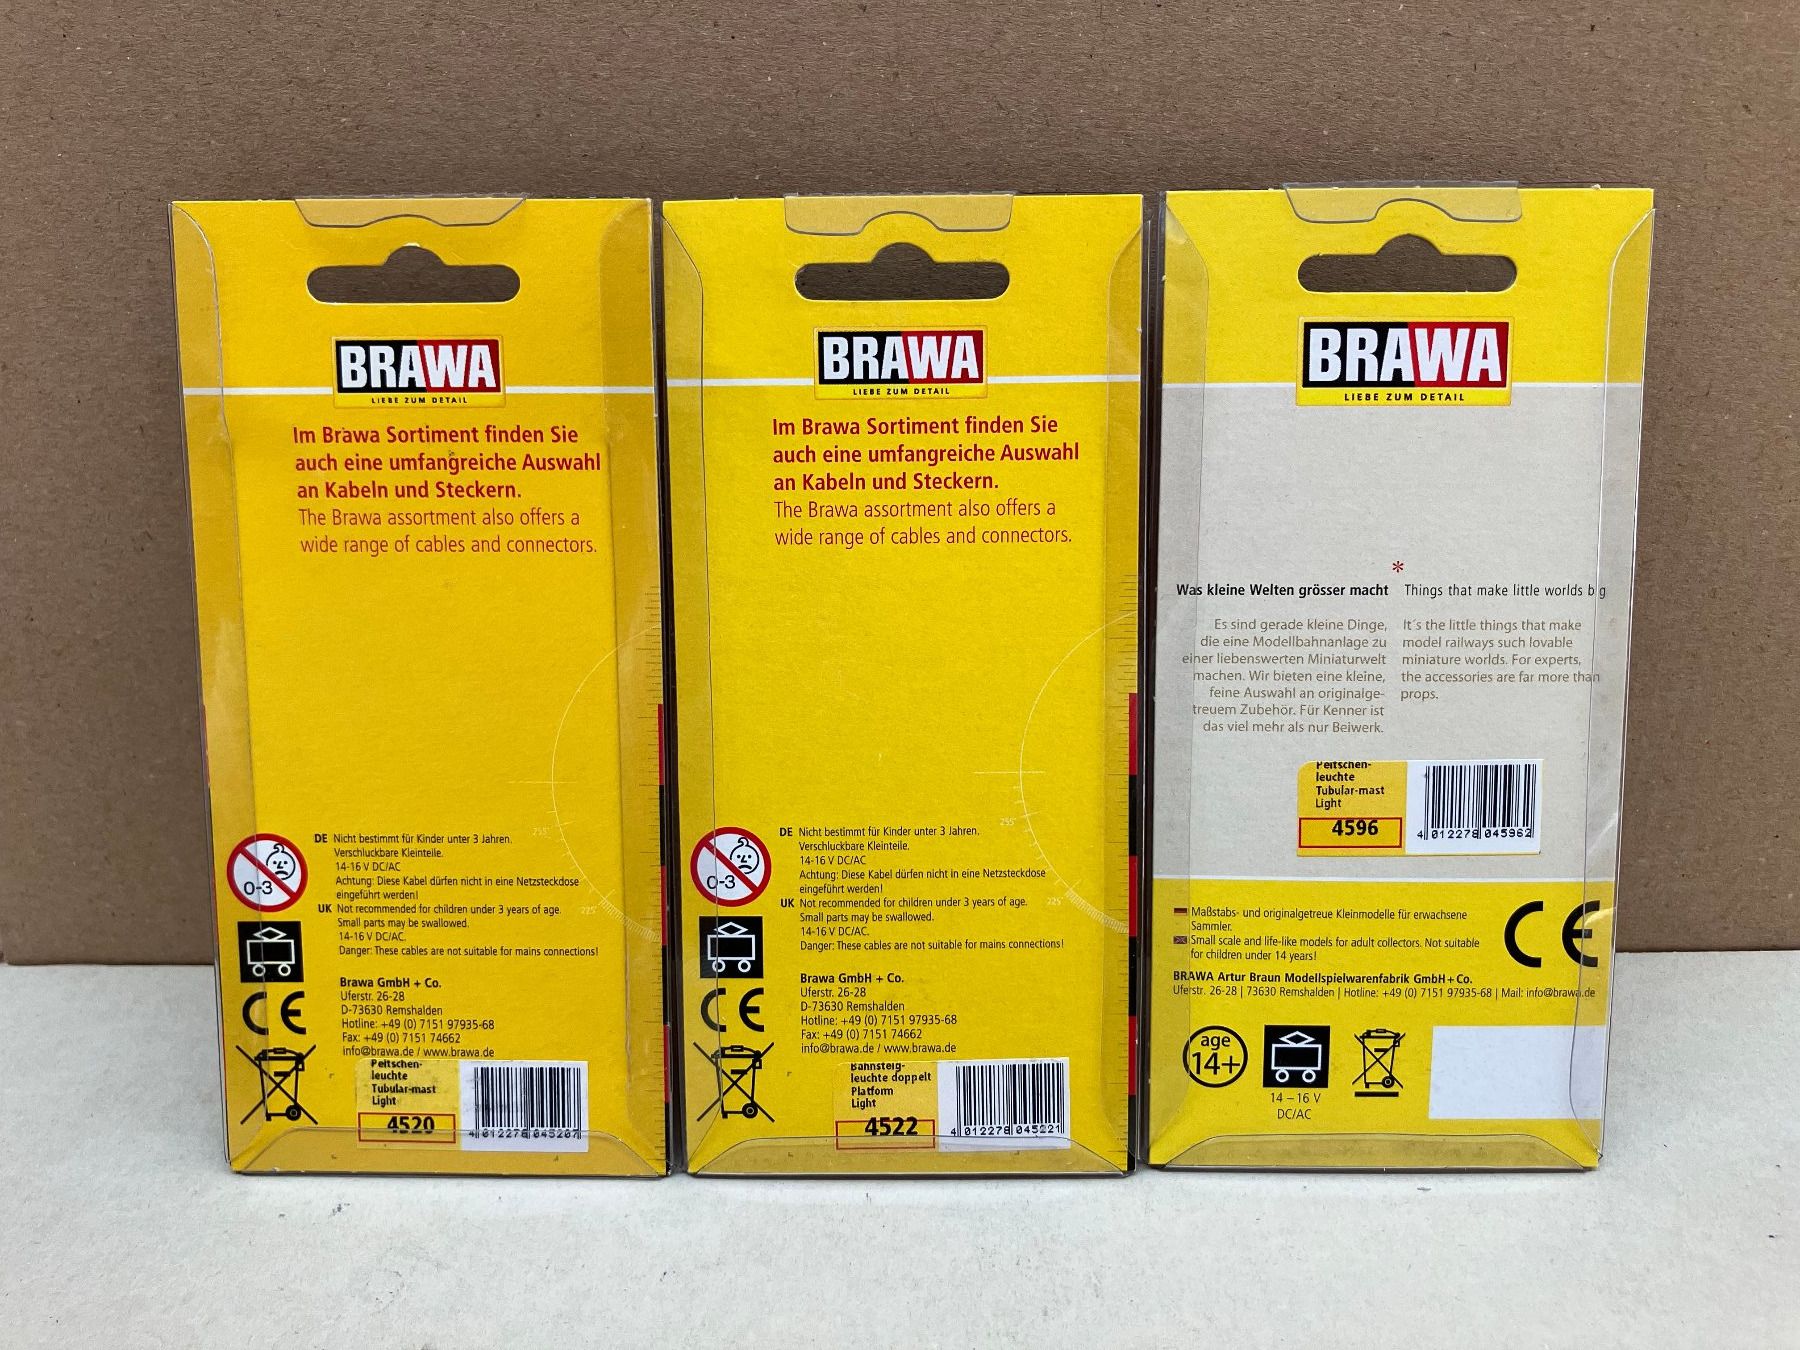 BRAWA
LIEBE ZUM DETAIL
Im Brawa Sortiment finden Sie
auch eine umfangreiche Auswahl
an Kabeln und Steckern.
The Brawa assortment also offers a
wide range of cables and connectors.
255°
225°
0-3
DE Nicht bestimmt für Kinder unter 3 Jahren.
Verschluckbare Kleinteile.
14-16 V DC/AC
Achtung: Diese Kabel dürfen nicht in eine Netzsteckdose
eingeführt werden!
UK Not recommended for children under 3 years of age.
Small parts may be swallowed.
14-16 V DC/AC.
Danger: These cables are not suitable for mains connections!
CE
Brawa GmbH + Co.
Uferstr. 26-28
D-73630 Remshalden
Hotline: +49 (0) 7151 97935-68
Fax: +49 (0) 7151 74662
info@brawa.de / www.brawa.de
Peitschen-
leuchte
Tubular-mast
Light
4520
4 012278 045207
BRAWA
LIEBE ZUM DETAIL
Im Brawa Sortiment finden Sie
auch eine umfangreiche Auswahl
an Kabeln und Steckern.
The Brawa assortment also offers a
wide range of cables and connectors.
255°
225°
0-3
DE Nicht bestimmt für Kinder unter 3 Jahren.
Verschluckbare Kleinteile.
14-16 V DC/AC
Achtung: Diese Kabel dürfen nicht in eine Netzsteckdose
eingeführt werden!
UK Not recommended for children under 3 years of age.
Small parts may be swallowed.
14-16 V DC/AC.
Danger: These cables are not suitable for mains connections!
CE
Brawa GmbH + Co.
Uferstr. 26-28
D-73630 Remshalden
Hotline: +49 (0) 7151 97935-68
Fax: +49 (0) 7151 74662
info@brawa.de / www.brawa.de
Bahnsteig-
leuchte doppelt
Platform
Light
4522
4 012278 045221
BRAWA
LIEBE ZUM DETAIL
*
Was kleine Welten grösser macht
Es sind gerade kleine Dinge,
die eine Modellbahnanlage zu
einer liebenswerten Miniaturwelt
machen. Wir bieten eine kleine,
feine Auswahl an originalge-
treuem Zubehör. Für Kenner ist
das viel mehr als nur Beiwerk.
Things that make little worlds big
It´s the little things that make
model railways such lovable
miniature worlds. For experts,
the accessories are far more than
props.
Peitschen-
leuchte
Tubular-mast
Light
4596
4 012278 045962
Maßstabs- und originalgetreue Kleinmodelle für erwachsene
Sammler.
Small scale and life-like models for adult collectors. Not suitable
for children under 14 years!
CE
BRAWA Artur Braun Modellspielwarenfabrik GmbH+Co.
Uferstr. 26-28 | 73630 Remshalden | Hotline: +49 (0) 7151 97935-68 | Mail: info@brawa.de
age
14+
14 – 16 V
DC/AC